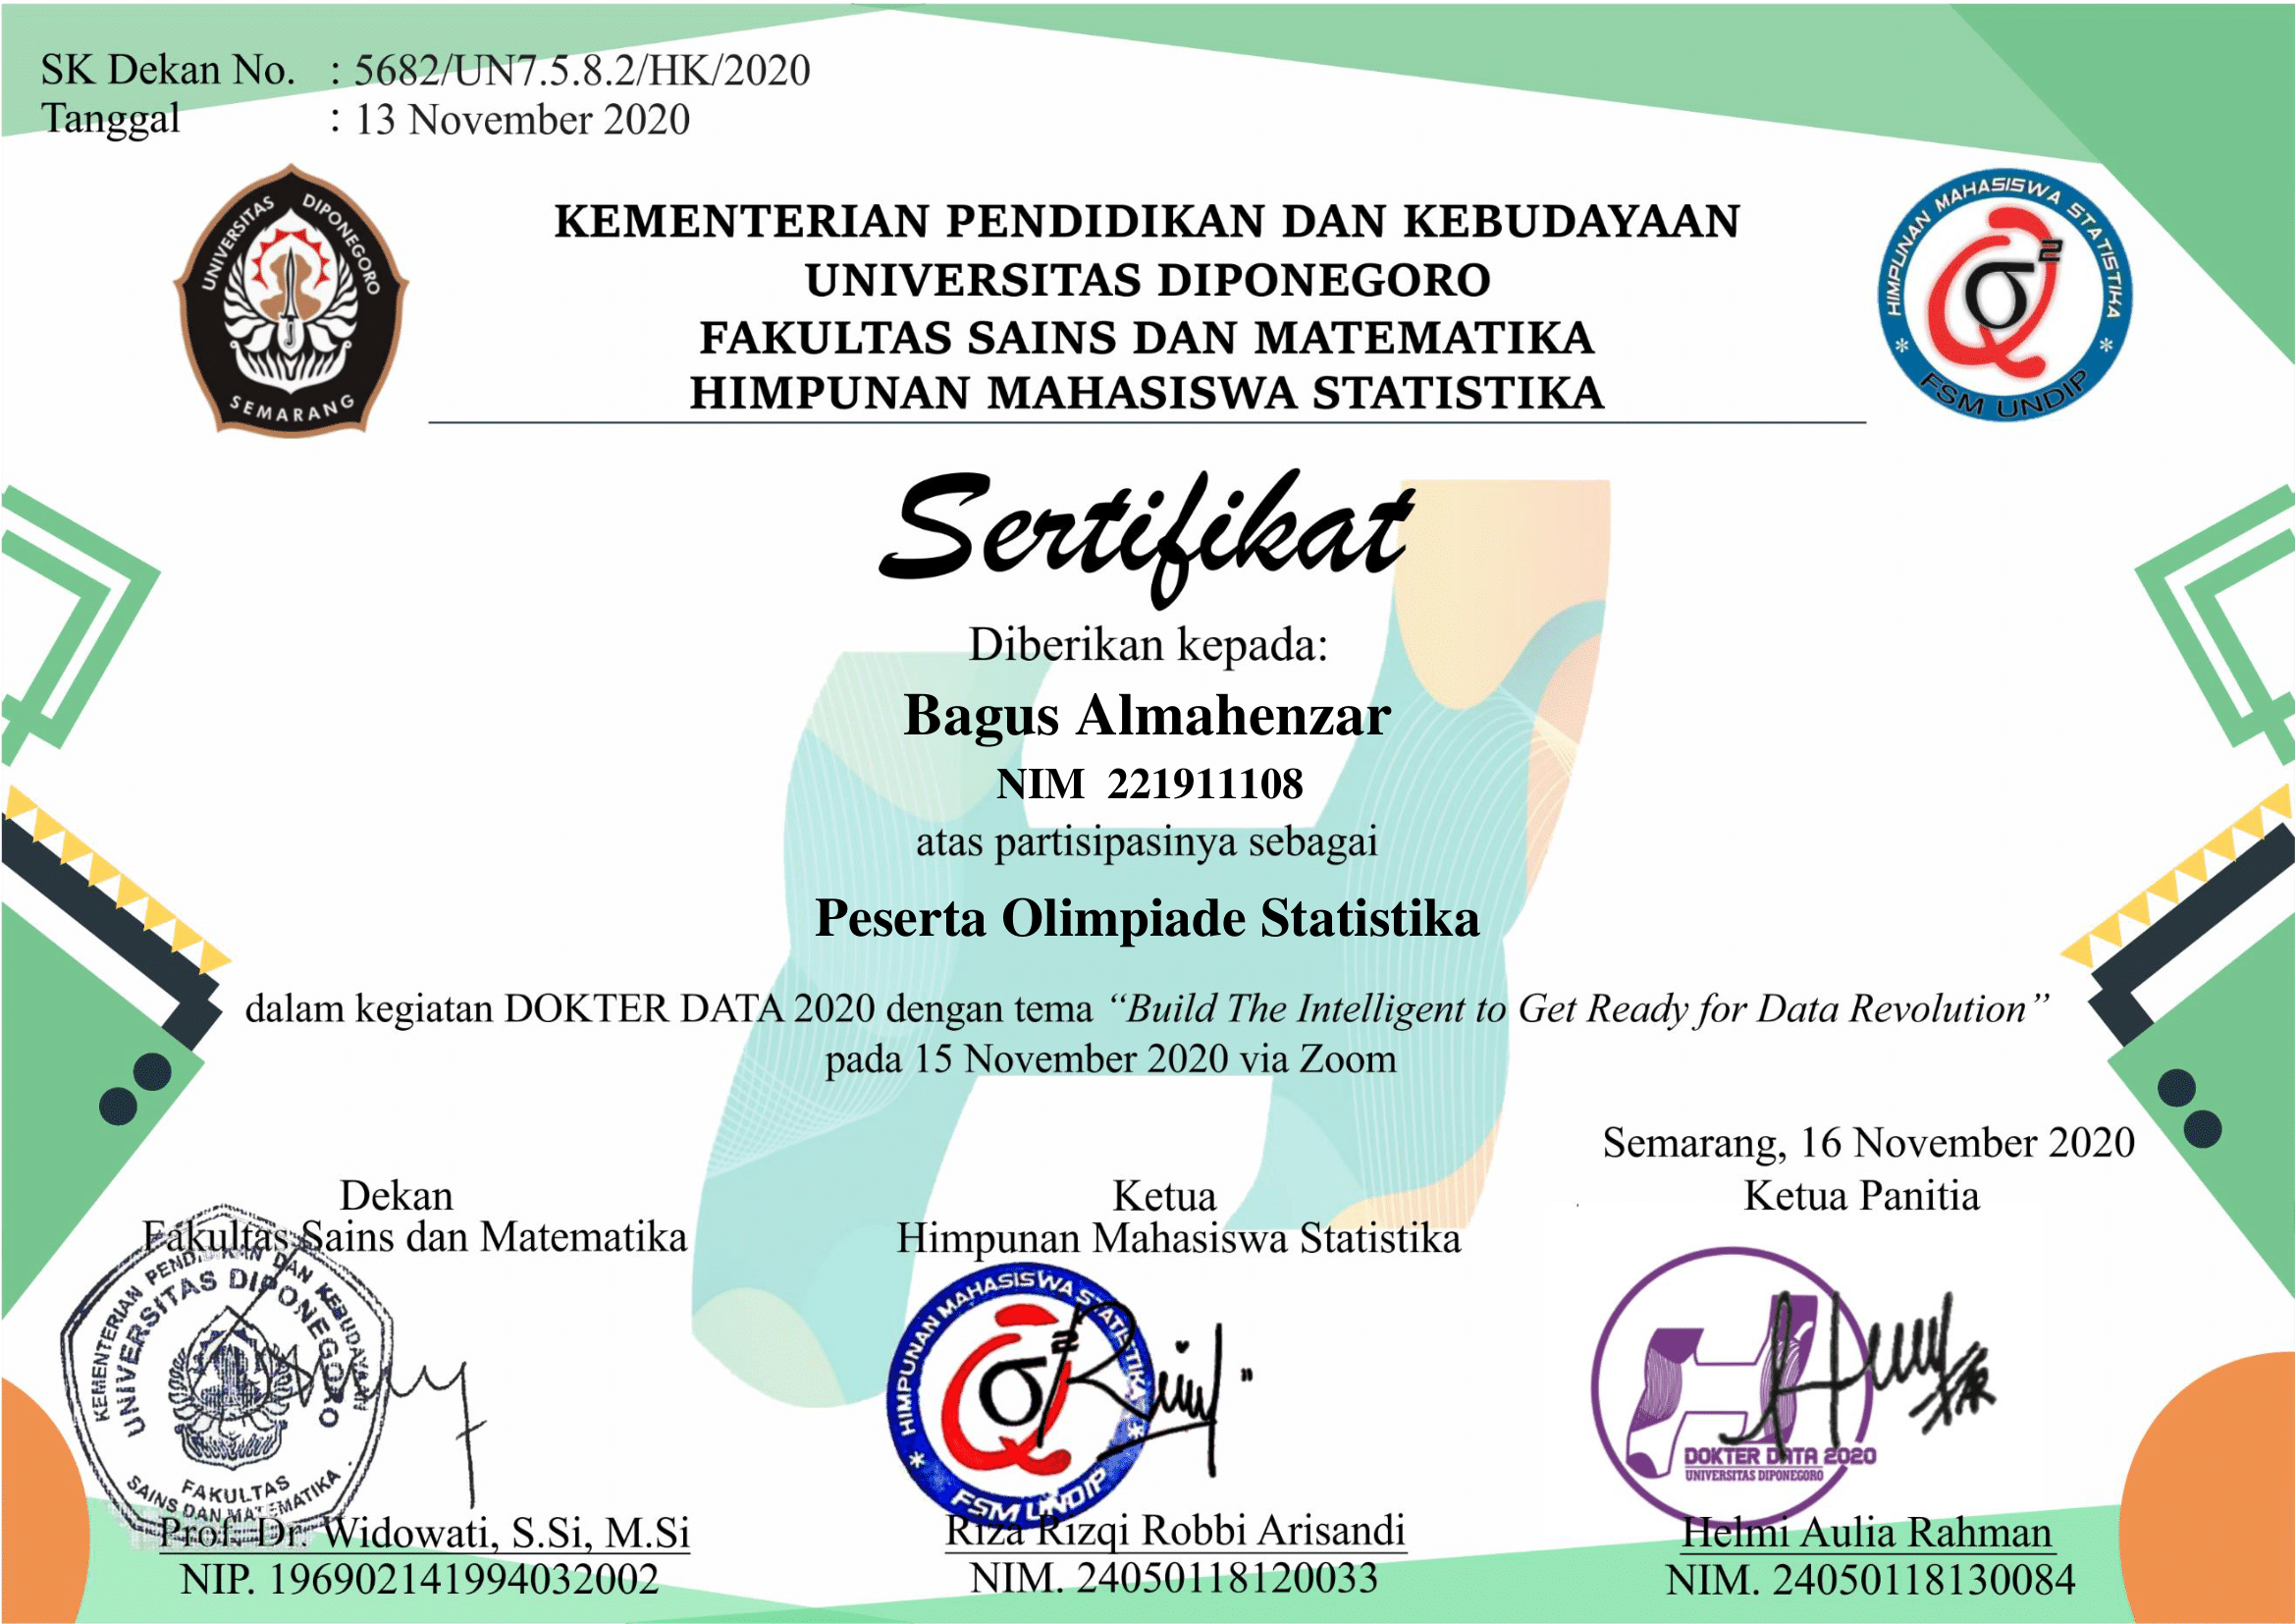 SK Dekan No. : 5682/UN7.5.8.2/HK/2020
Tanggal : 13 November 2020
UNIVERSITAS DIPONEGORO
SEMARANG
KEMENTERIAN PENDIDIKAN DAN KEBUDAYAAN
UNIVERSITAS DIPONEGORO
FAKULTAS SAINS DAN MATEMATIKA
HIMPUNAN MAHASISWA STATISTIKA
* HIMPUNAN MAHASISWA STATISTIKA *
σ²
FSM UNDIP
Sertifikat
Diberikan kepada:
Bagus Almahenzar
NIM 221911108
atas partisipasinya sebagai
Peserta Olimpiade Statistika
dalam kegiatan DOKTER DATA 2020 dengan tema “Build The Intelligent to Get Ready for Data Revolution”
pada 15 November 2020 via Zoom
Semarang, 16 November 2020
Dekan
Fakultas Sains dan Matematika
KEMENTERIAN PENDIDIKAN DAN KEBUDAYAAN
UNIVERSITAS DIPONEGORO
FAKULTAS
SAINS DAN MATEMATIKA
Prof. Dr. Widowati, S.Si, M.Si
NIP. 196902141994032002
Ketua
Himpunan Mahasiswa Statistika
* HIMPUNAN MAHASISWA STATISTIKA *
σ²
FSM UNDIP
Riza Rizqi Robbi Arisandi
NIM. 24050118120033
Ketua Panitia
DOKTER DATA 2020
UNIVERSITAS DIPONEGORO
Helmi Aulia Rahman
NIM. 24050118130084